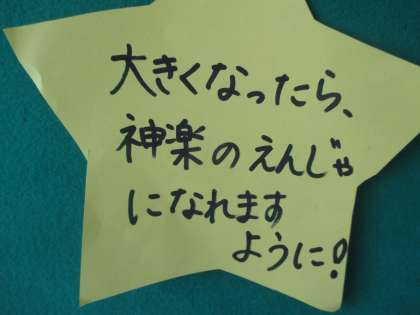 大きくなったら、
神楽のえんじゃ
になれます
ように!